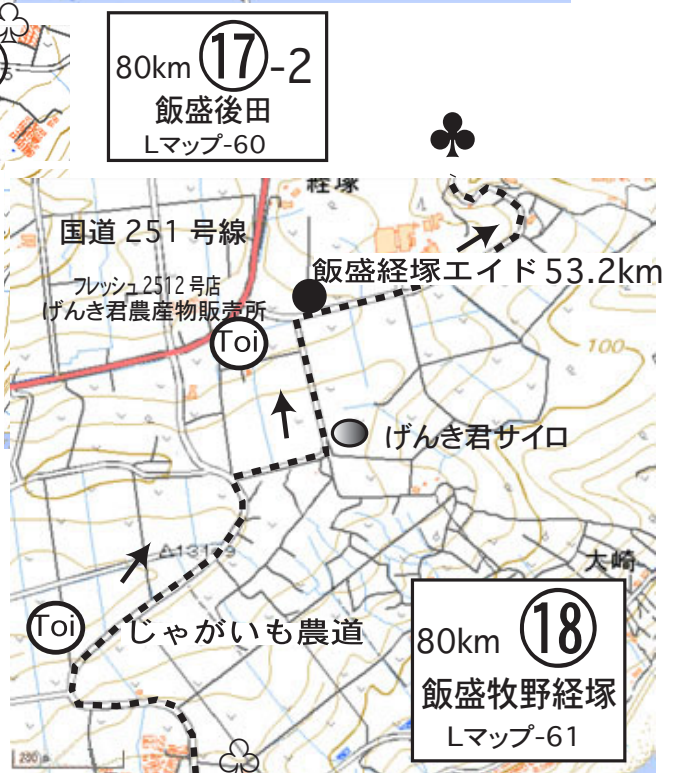 80km ⑰-2
飯盛後田
Lマップ-60
経塚
国道 251 号線
飯盛経塚エイド 53.2km
フレッシュ 2512 号店
げんき君農産物販売所
Toi
100
げんき君サイロ
大崎
Toi
じゃがいも農道
80km ⑱
飯盛牧野経塚
Lマップ-61